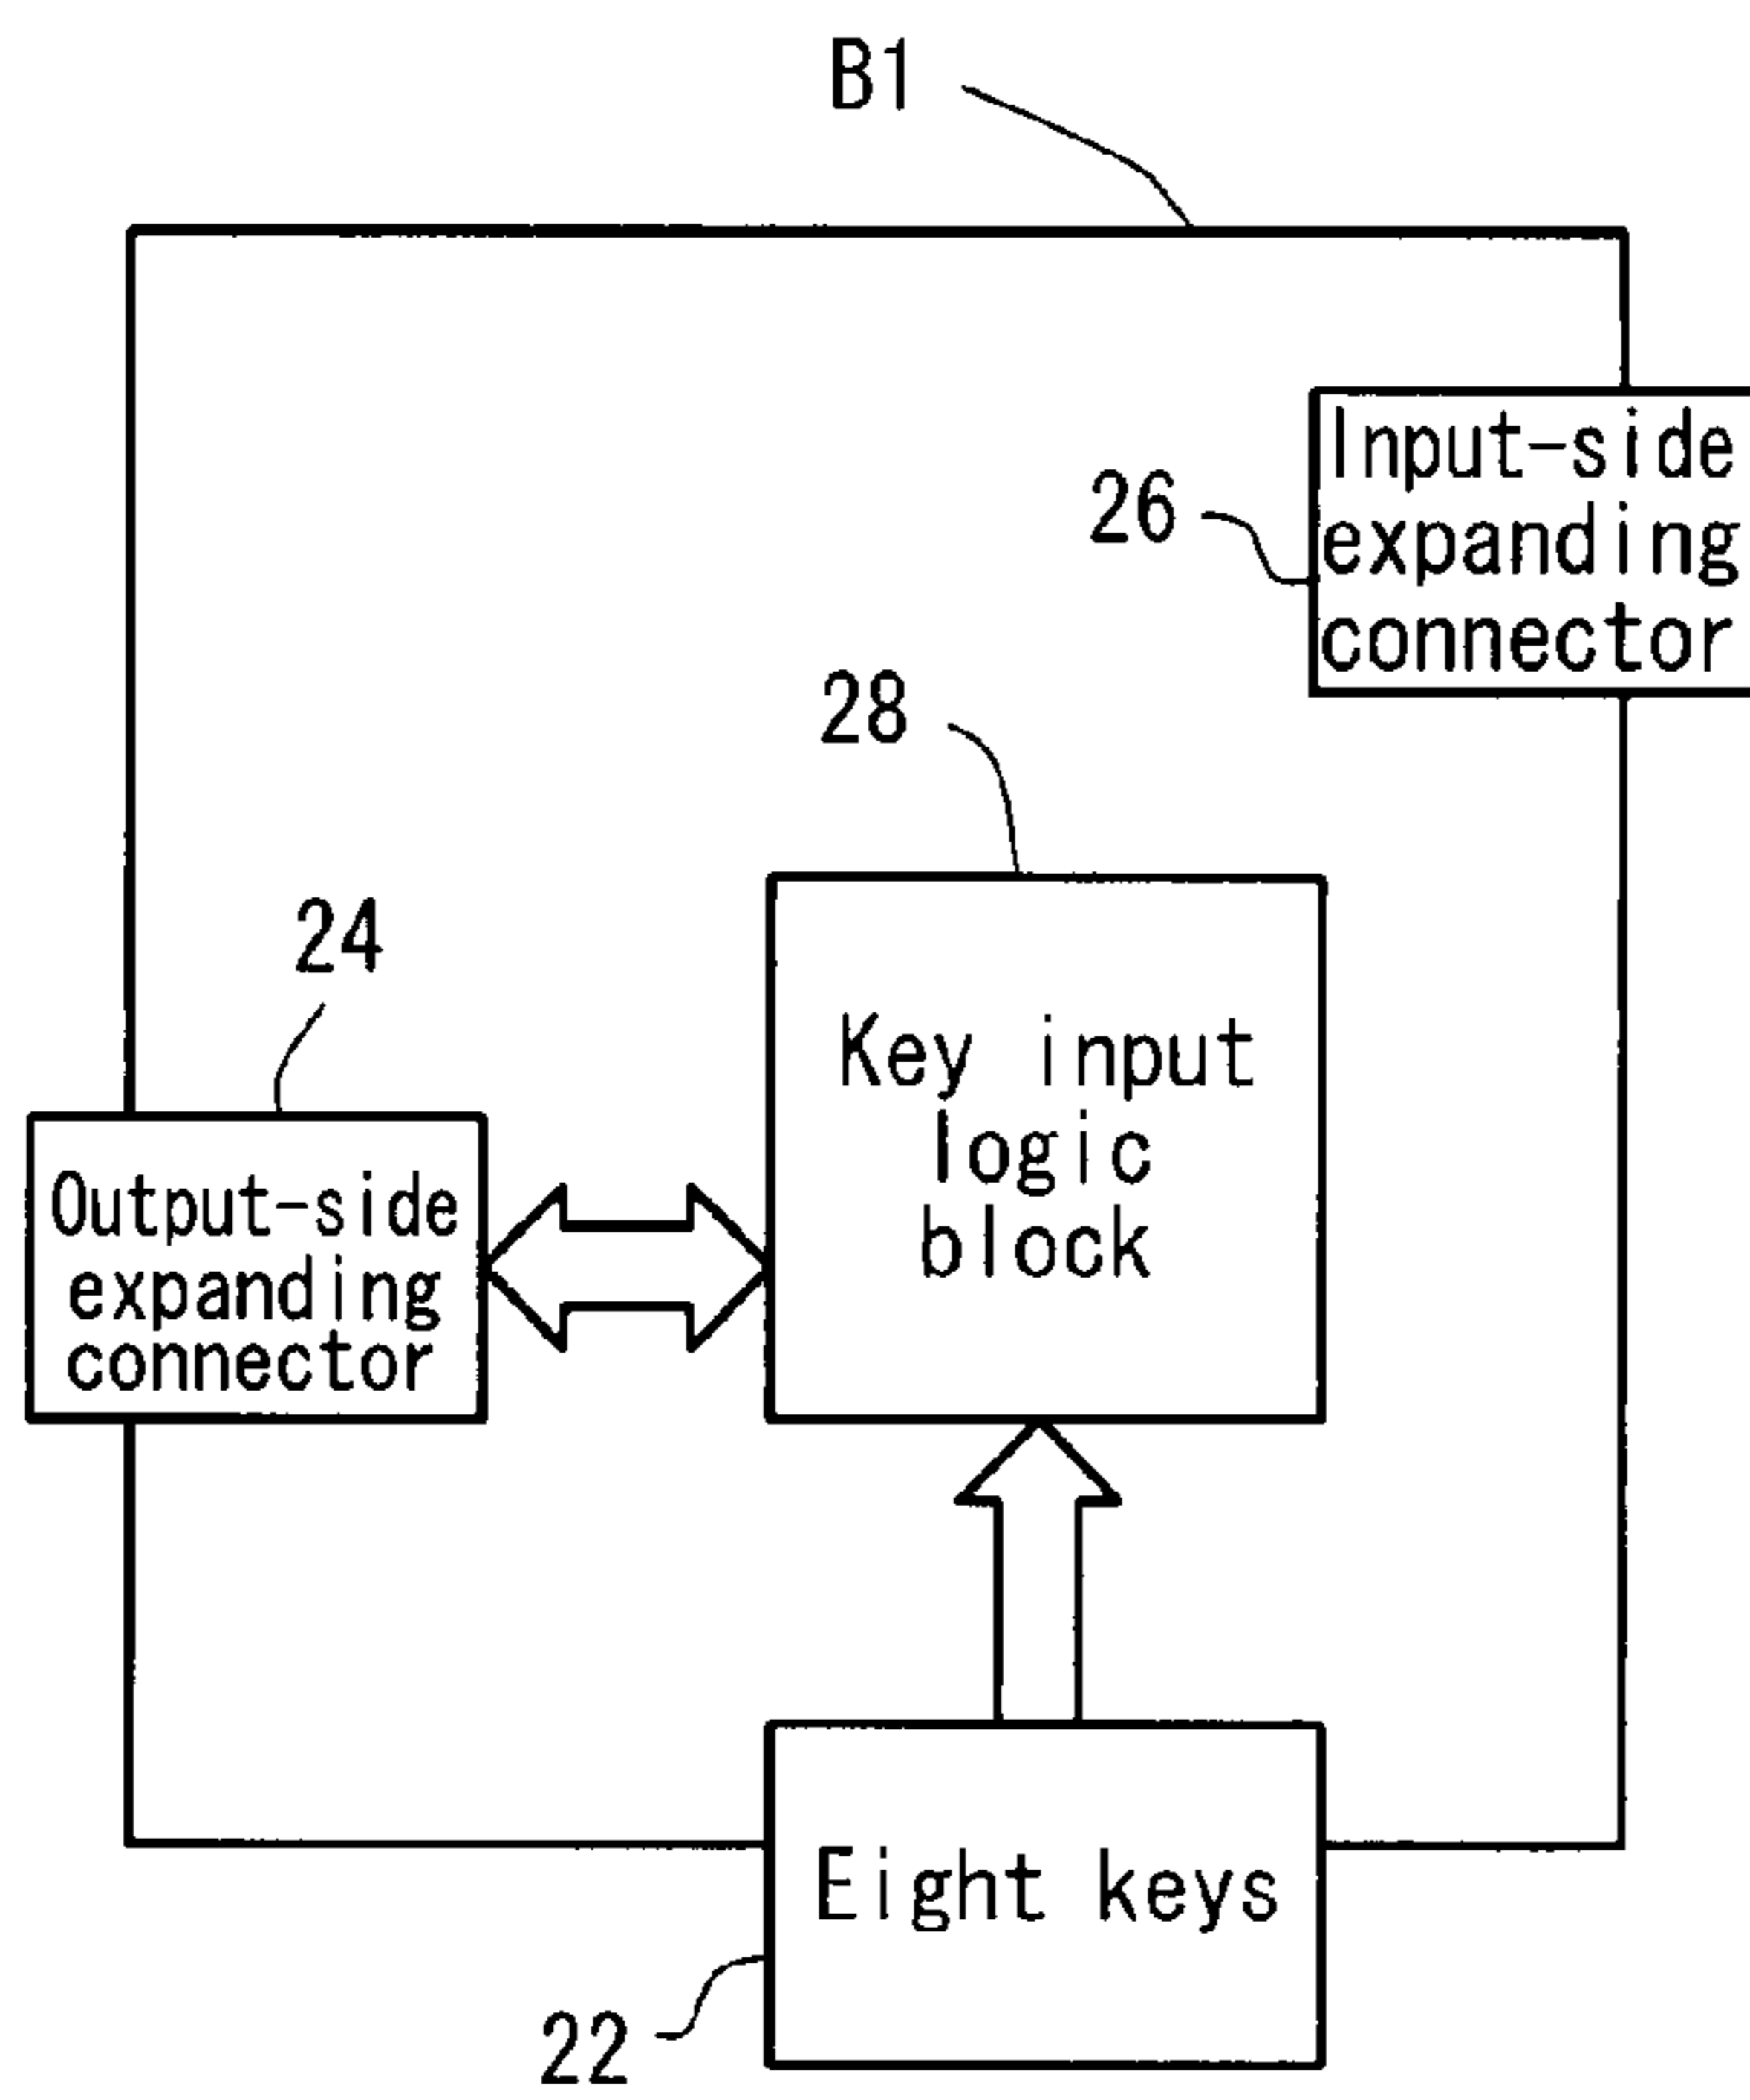 B1
Input-side
expanding
connector
26
28
24
Key input
logic
block
Output-side
expanding
connector
Eight keys
22